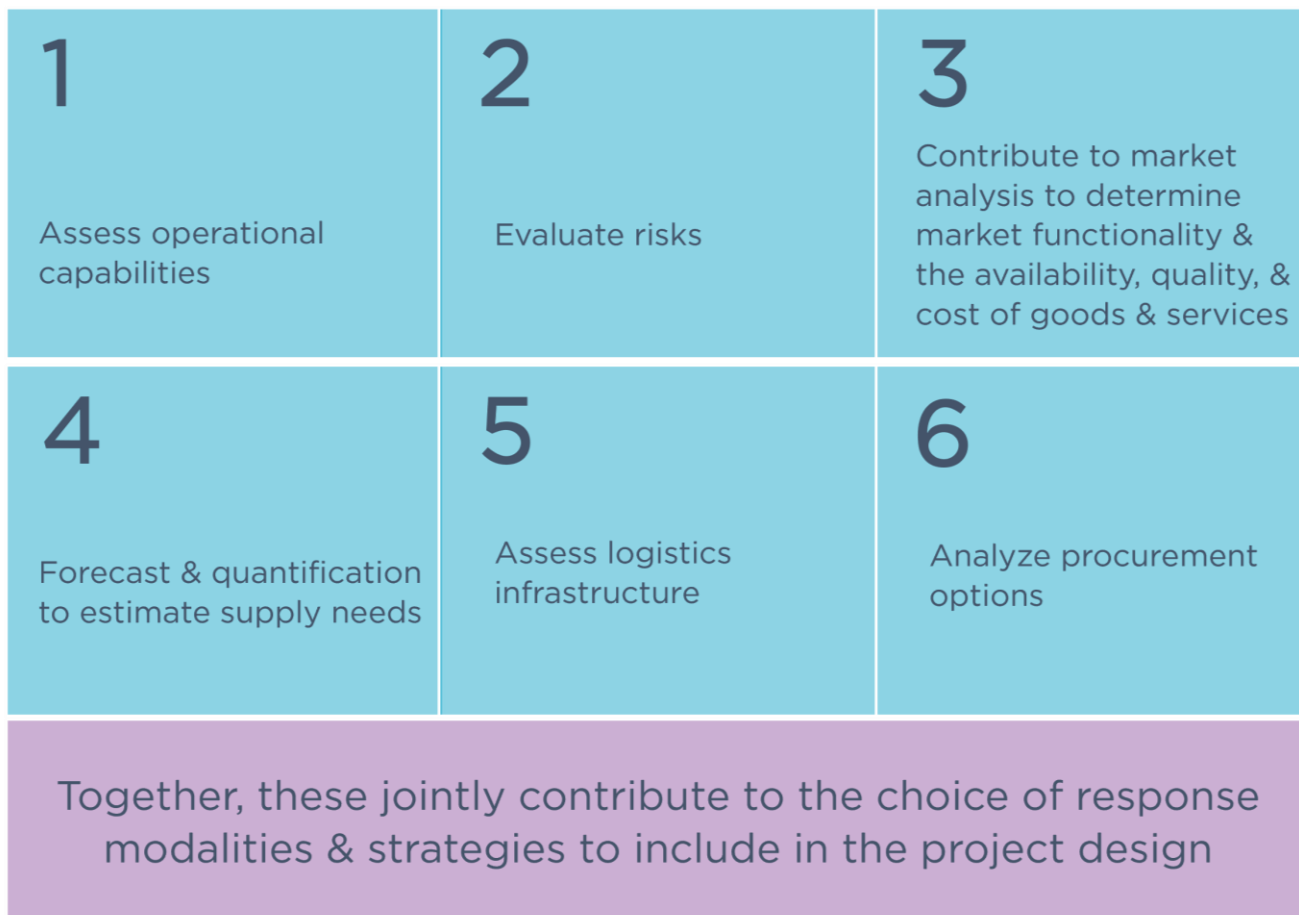 1
Assess operational
capabilities
2
Evaluate risks
3
Contribute to market
analysis to determine
market functionality &
the availability, quality, &
cost of goods & services
4
Forecast & quantification
to estimate supply needs
5
Assess logistics
infrastructure
6
Analyze procurement
options
Together, these jointly contribute to the choice of response
modalities & strategies to include in the project design